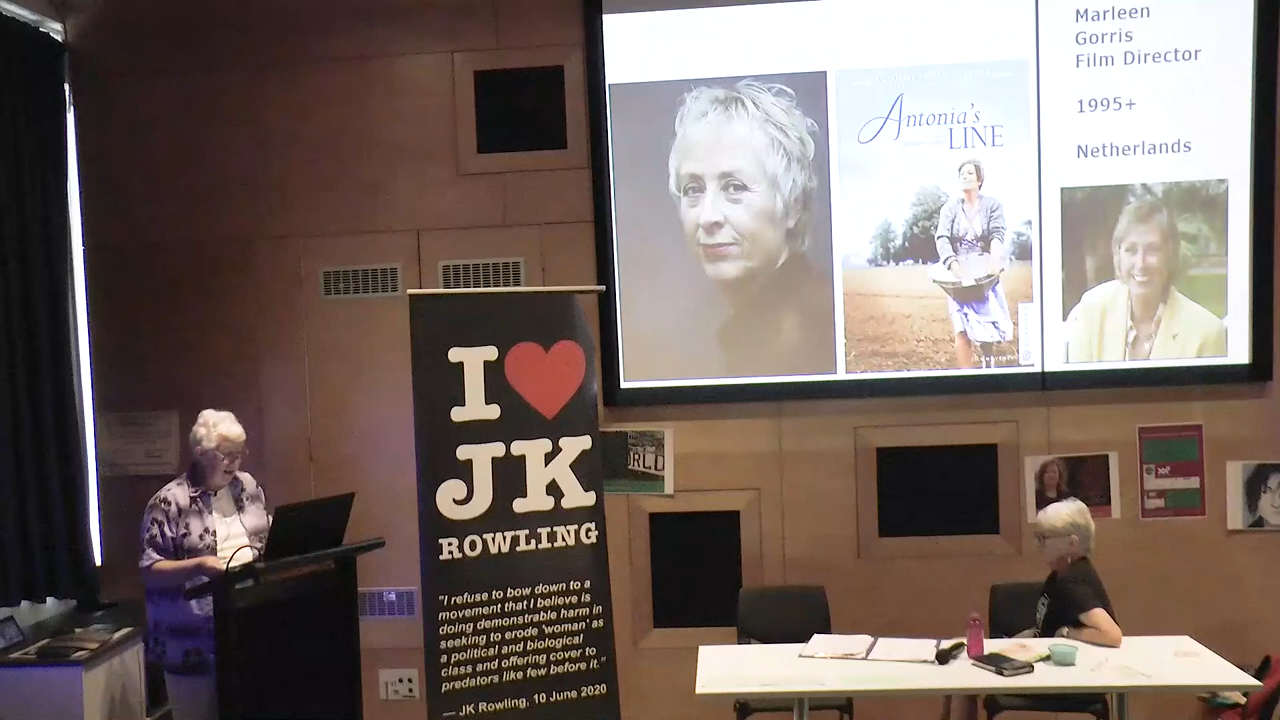 Marleen
Gorris
Film Director
1995+
Netherlands
Antonia's
LINE
I
JK
ROWLING
"I refuse to bow down to a
movement that I believe is
doing demonstrable harm in
seeking to erode 'woman' as
a political and biological
class and offering cover to
predators like few before it."
— JK Rowling, 10 June 2020